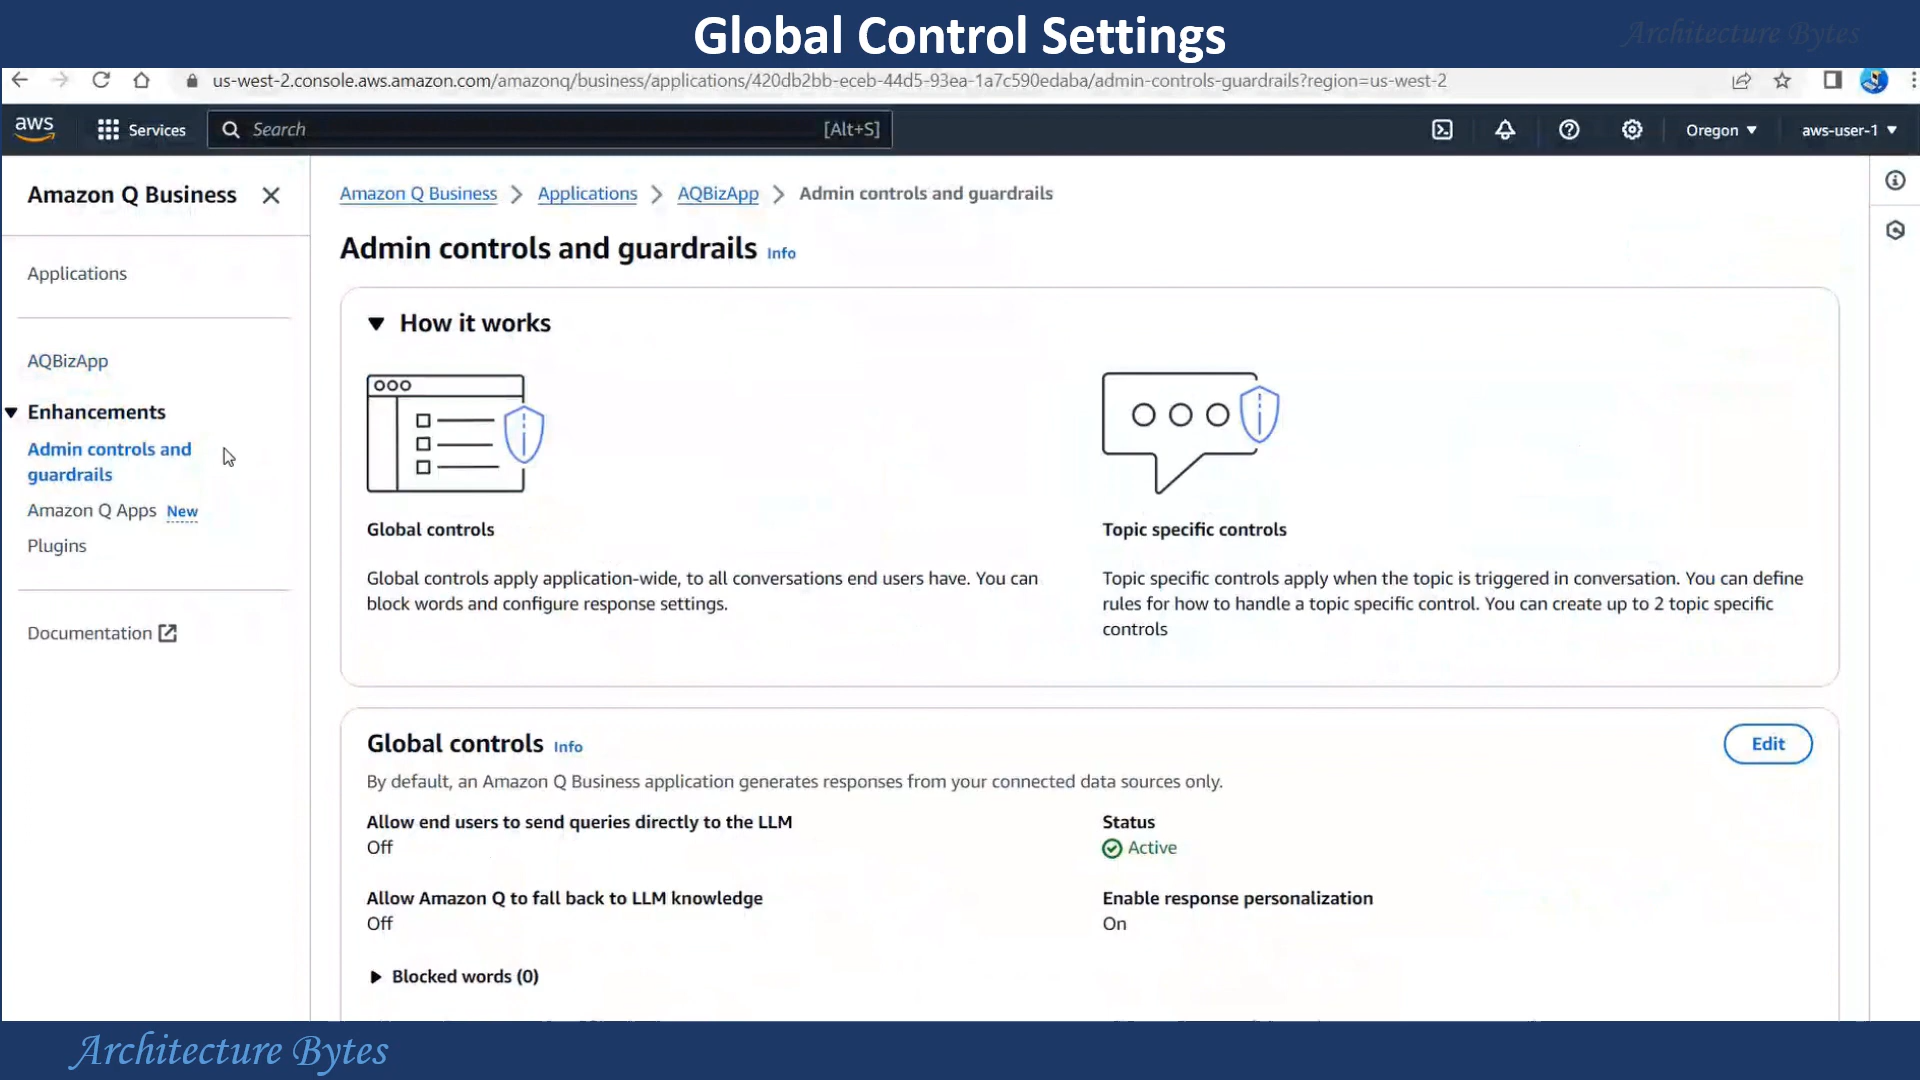 Global Control Settings
Architecture Bytes
us-west-2.console.aws.amazon.com/amazonq/business/applications/420db2bb-eceb-44d5-93ea-1a7c590edaba/admin-controls-guardrails?region=us-west-2
aws
Services
Search
[Alt+S]
Oregon
aws-user-1
Amazon Q Business
Applications
AQBizApp
Enhancements
Admin controls and
guardrails
Amazon Q Apps New
Plugins
Documentation
Amazon Q Business > Applications > AQBizApp > Admin controls and guardrails
Admin controls and guardrails Info
How it works
Global controls
Global controls apply application-wide, to all conversations end users have. You can
block words and configure response settings.
Topic specific controls
Topic specific controls apply when the topic is triggered in conversation. You can define
rules for how to handle a topic specific control. You can create up to 2 topic specific
controls
Global controls Info
Edit
By default, an Amazon Q Business application generates responses from your connected data sources only.
Allow end users to send queries directly to the LLM
Off
Status
Active
Allow Amazon Q to fall back to LLM knowledge
Off
Enable response personalization
On
Blocked words (0)
Architecture Bytes